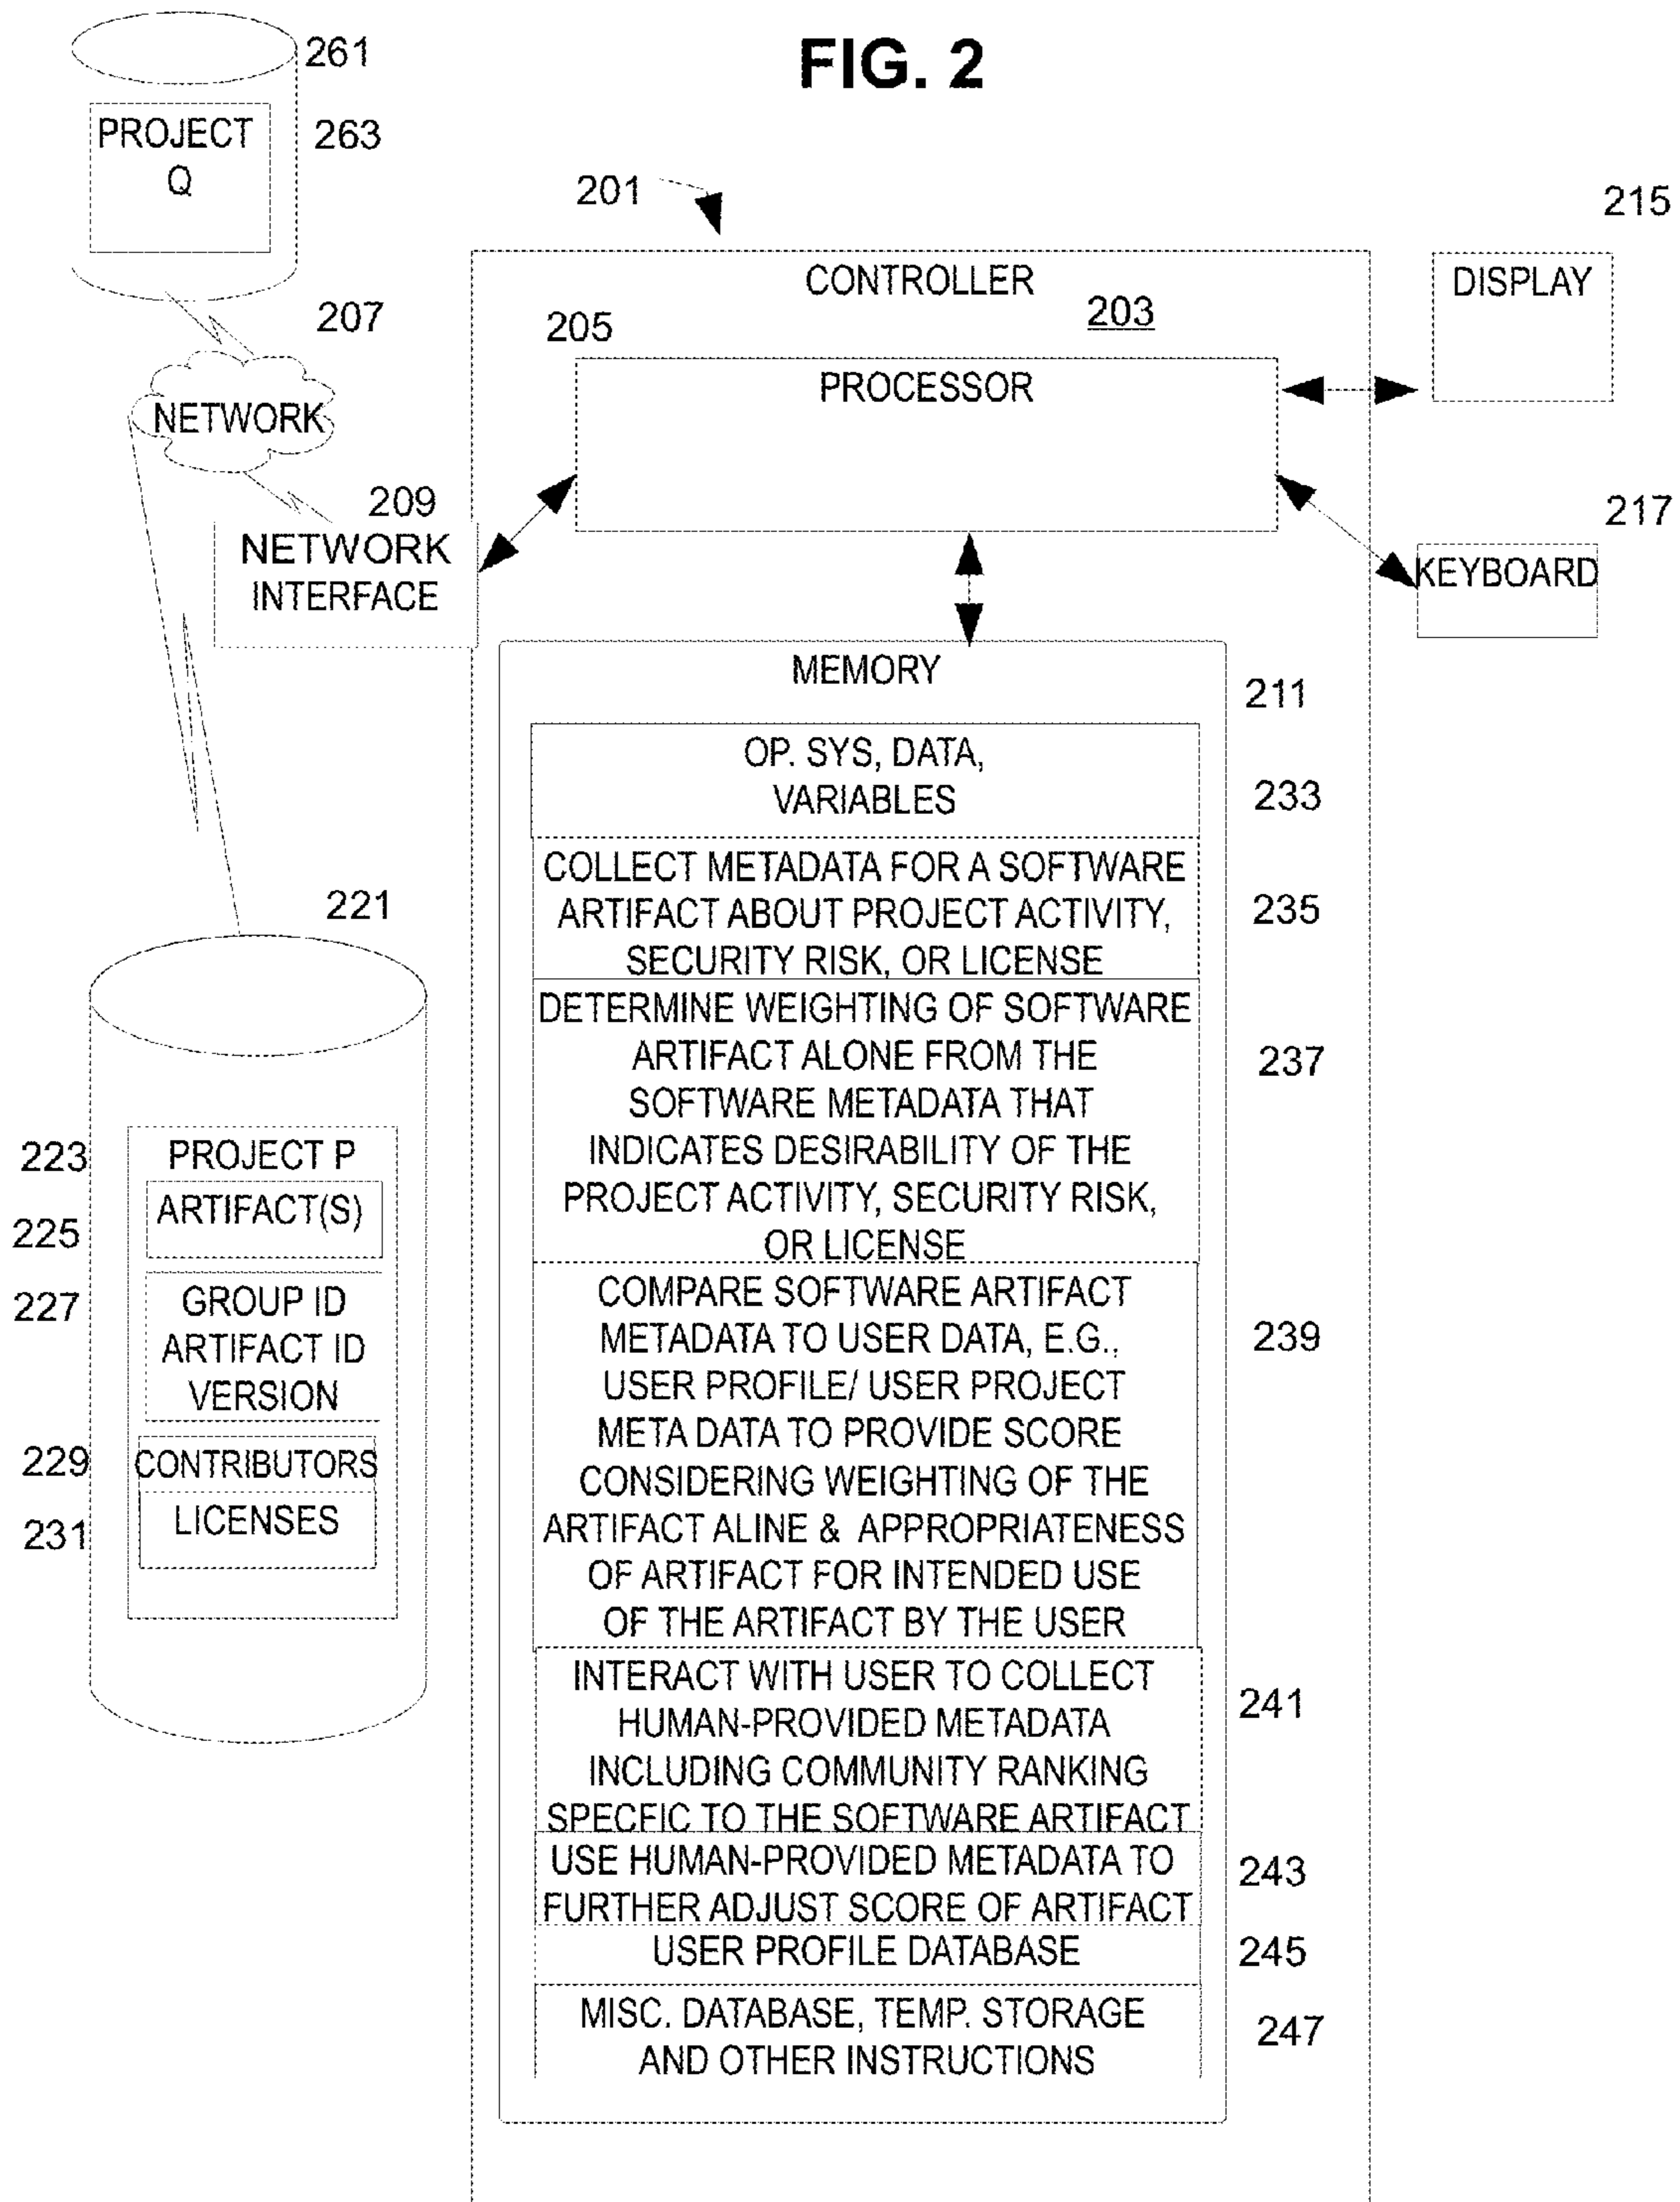 FIG. 2
261
PROJECT
Q
263
201
215
CONTROLLER
203
DISPLAY
207
205
PROCESSOR
NETWORK
209
NETWORK
INTERFACE
217
KEYBOARD
MEMORY
211
OP. SYS, DATA,
VARIABLES
233
COLLECT METADATA FOR A SOFTWARE
ARTIFACT ABOUT PROJECT ACTIVITY,
SECURITY RISK, OR LICENSE
235
DETERMINE WEIGHTING OF SOFTWARE
ARTIFACT ALONE FROM THE
SOFTWARE METADATA THAT
INDICATES DESIRABILITY OF THE
PROJECT ACTIVITY, SECURITY RISK,
OR LICENSE
237
COMPARE SOFTWARE ARTIFACT
METADATA TO USER DATA, E.G.,
USER PROFILE/ USER PROJECT
META DATA TO PROVIDE SCORE
CONSIDERING WEIGHTING OF THE
ARTIFACT ALINE & APPROPRIATENESS
OF ARTIFACT FOR INTENDED USE
OF THE ARTIFACT BY THE USER
239
INTERACT WITH USER TO COLLECT
HUMAN-PROVIDED METADATA
INCLUDING COMMUNITY RANKING
SPECFIC TO THE SOFTWARE ARTIFACT
241
USE HUMAN-PROVIDED METADATA TO
FURTHER ADJUST SCORE OF ARTIFACT
243
USER PROFILE DATABASE
245
MISC. DATABASE, TEMP. STORAGE
AND OTHER INSTRUCTIONS
247
221
223
PROJECT P
225
ARTIFACT(S)
227
GROUP ID
ARTIFACT ID
VERSION
229
CONTRIBUTORS
231
LICENSES